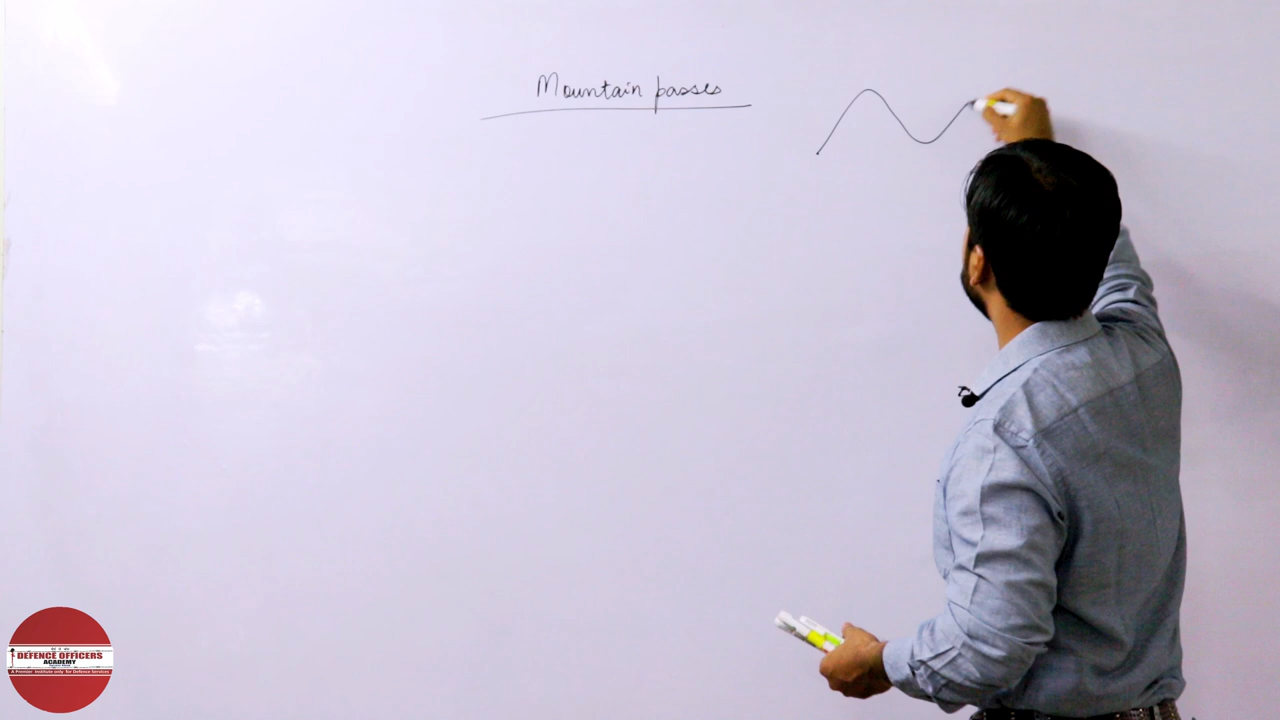 Mountain passes
DEFENCE OFFICERS
ACADEMY
A Premier Institute only for Defence Services